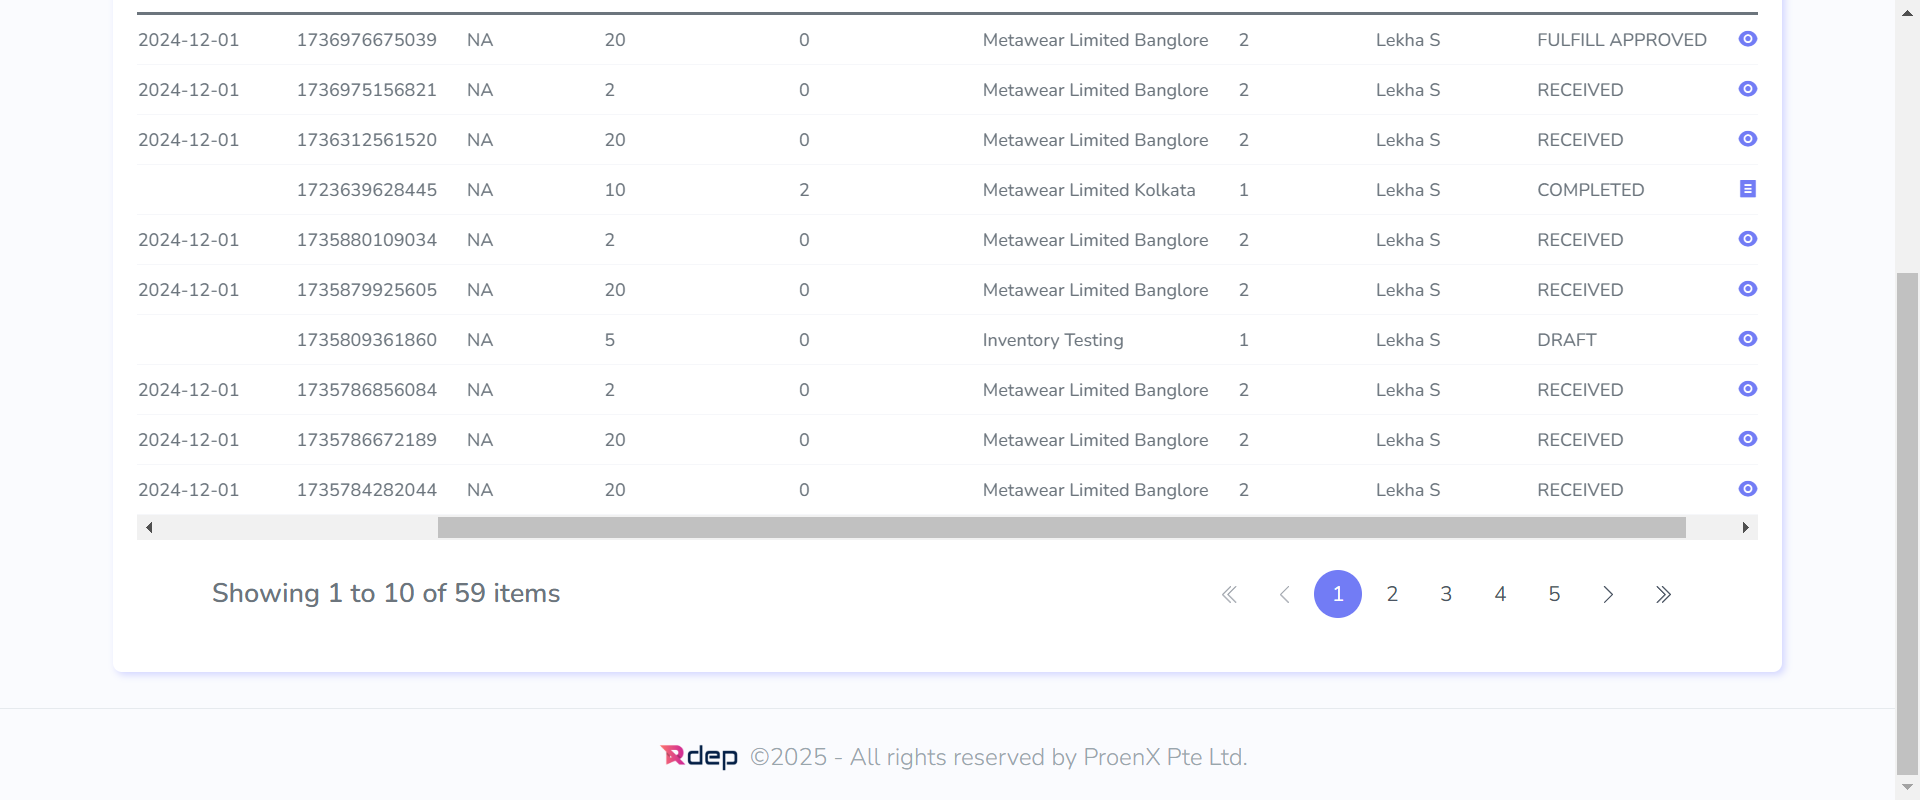 2024-12-01 1736976675039 NA 20 0 Metawear Limited Banglore 2 Lekha S FULFILL APPROVED
2024-12-01 1736975156821 NA 2 0 Metawear Limited Banglore 2 Lekha S RECEIVED
2024-12-01 1736312561520 NA 20 0 Metawear Limited Banglore 2 Lekha S RECEIVED
1723639628445 NA 10 2 Metawear Limited Kolkata 1 Lekha S COMPLETED
2024-12-01 1735880109034 NA 2 0 Metawear Limited Banglore 2 Lekha S RECEIVED
2024-12-01 1735879925605 NA 20 0 Metawear Limited Banglore 2 Lekha S RECEIVED
1735809361860 NA 5 0 Inventory Testing 1 Lekha S DRAFT
2024-12-01 1735786856084 NA 2 0 Metawear Limited Banglore 2 Lekha S RECEIVED
2024-12-01 1735786672189 NA 20 0 Metawear Limited Banglore 2 Lekha S RECEIVED
2024-12-01 1735784282044 NA 20 0 Metawear Limited Banglore 2 Lekha S RECEIVED
Showing 1 to 10 of 59 items 1 2 3 4 5
Rdep ©2025 - All rights reserved by ProenX Pte Ltd.